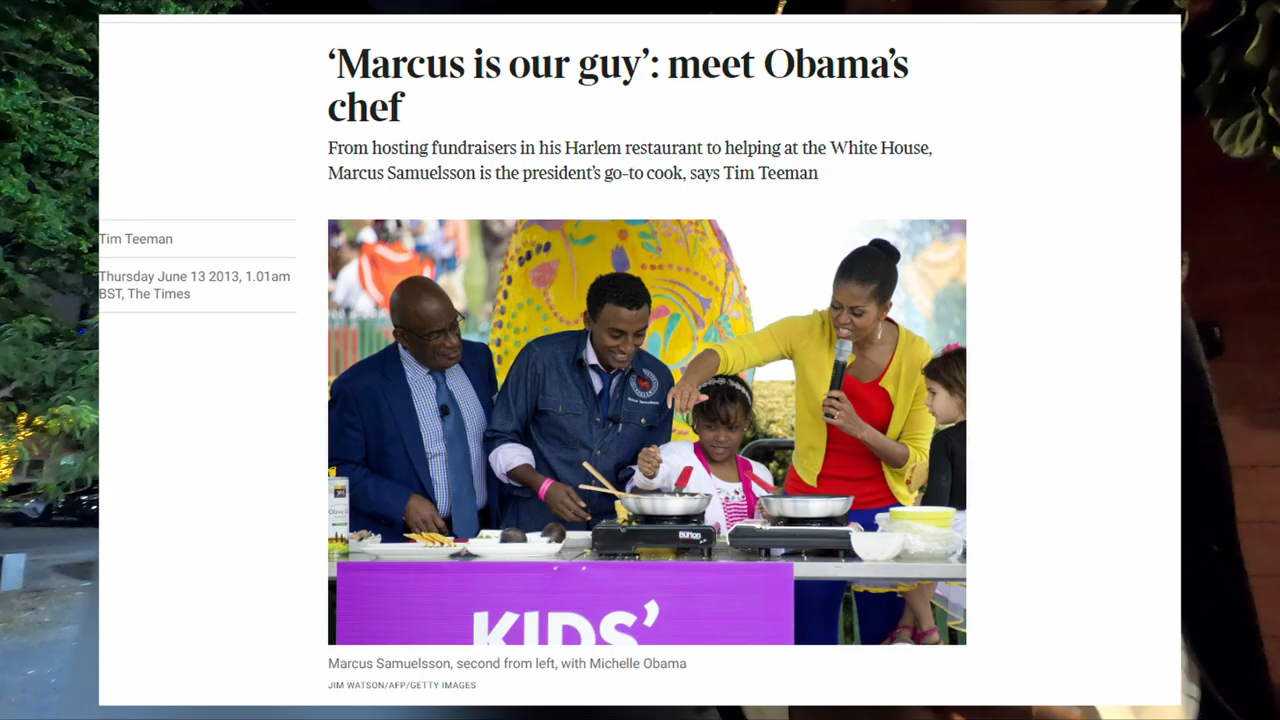 ‘Marcus is our guy’: meet Obama’s
chef
From hosting fundraisers in his Harlem restaurant to helping at the White House,
Marcus Samuelsson is the president’s go-to cook, says Tim Teeman
Tim Teeman
Thursday June 13 2013, 1.01am
BST, The Times
Burton
KIDS’
Marcus Samuelsson, second from left, with Michelle Obama
JIM WATSON/AFP/GETTY IMAGES